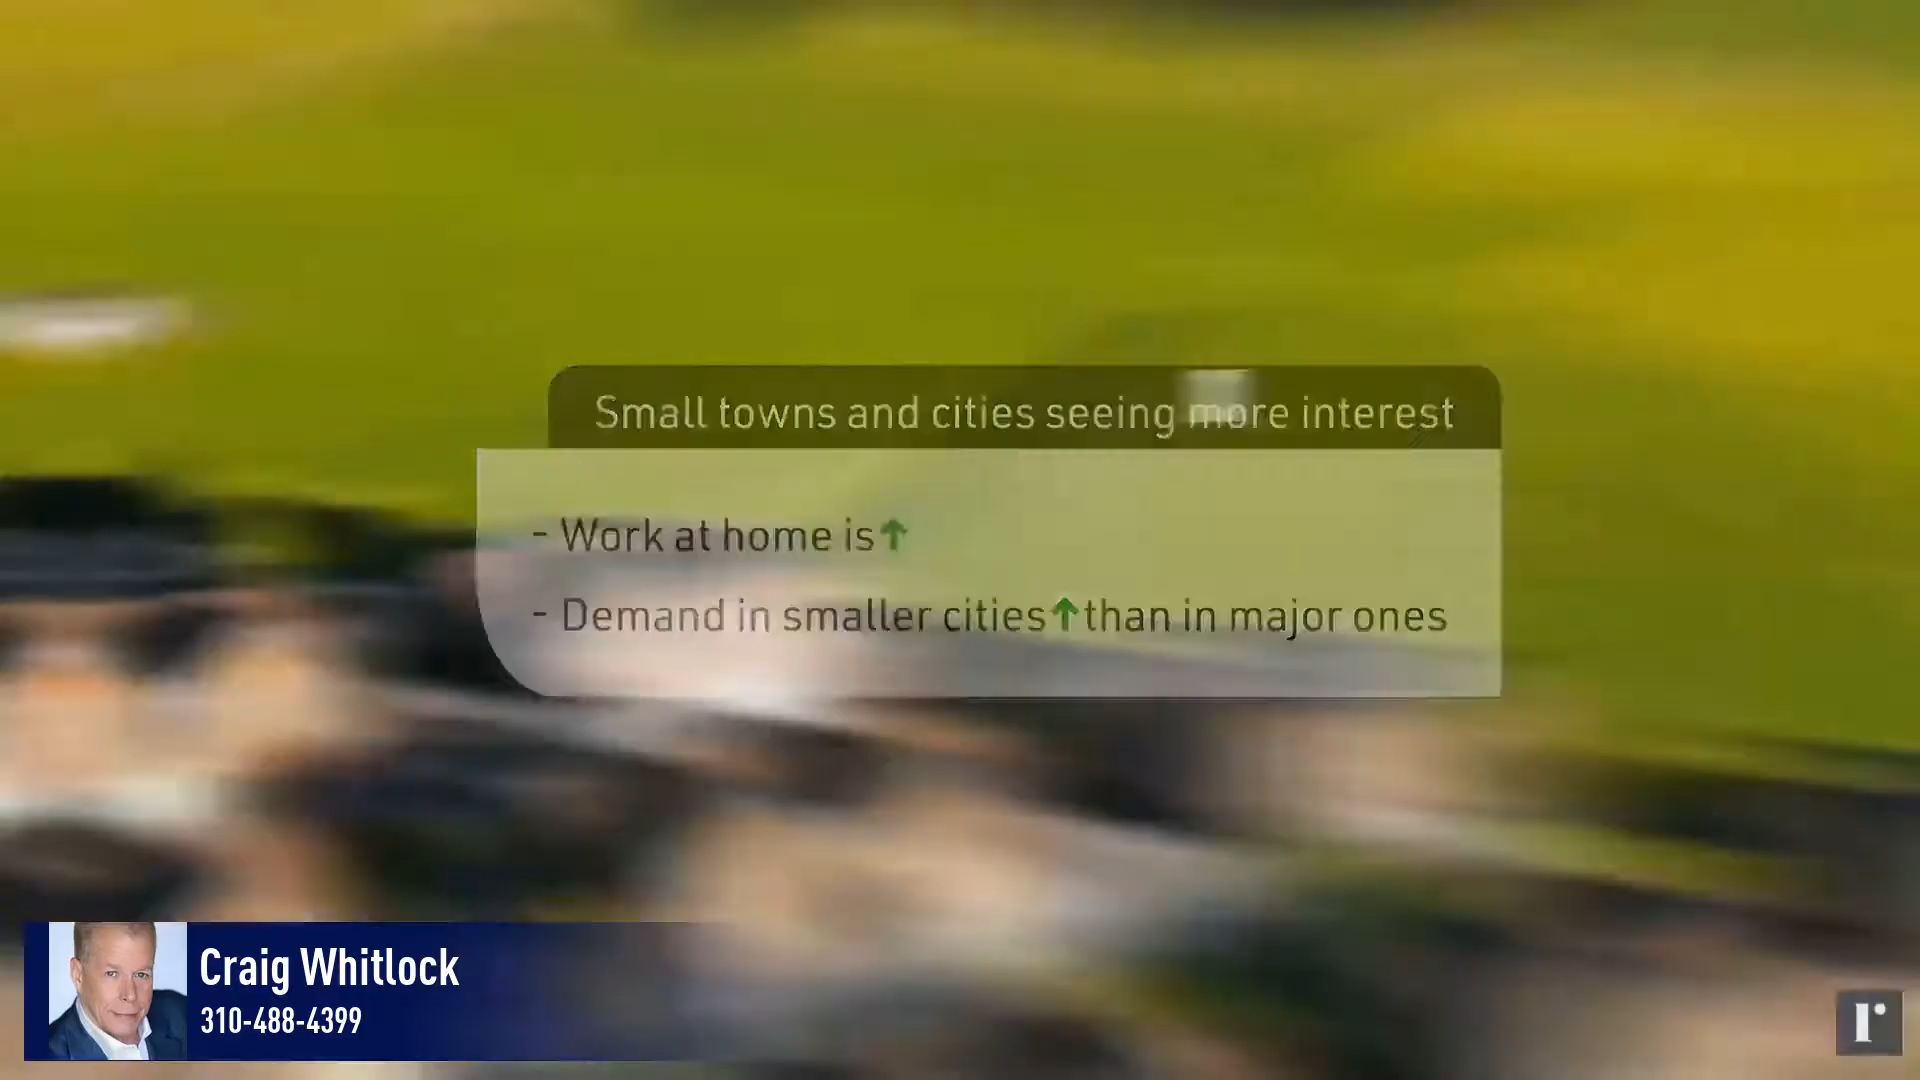 Small towns and cities seeing more interest
- Work at home is↑
- Demand in smaller cities↑than in major ones
Craig Whitlock
310-488-4399
r